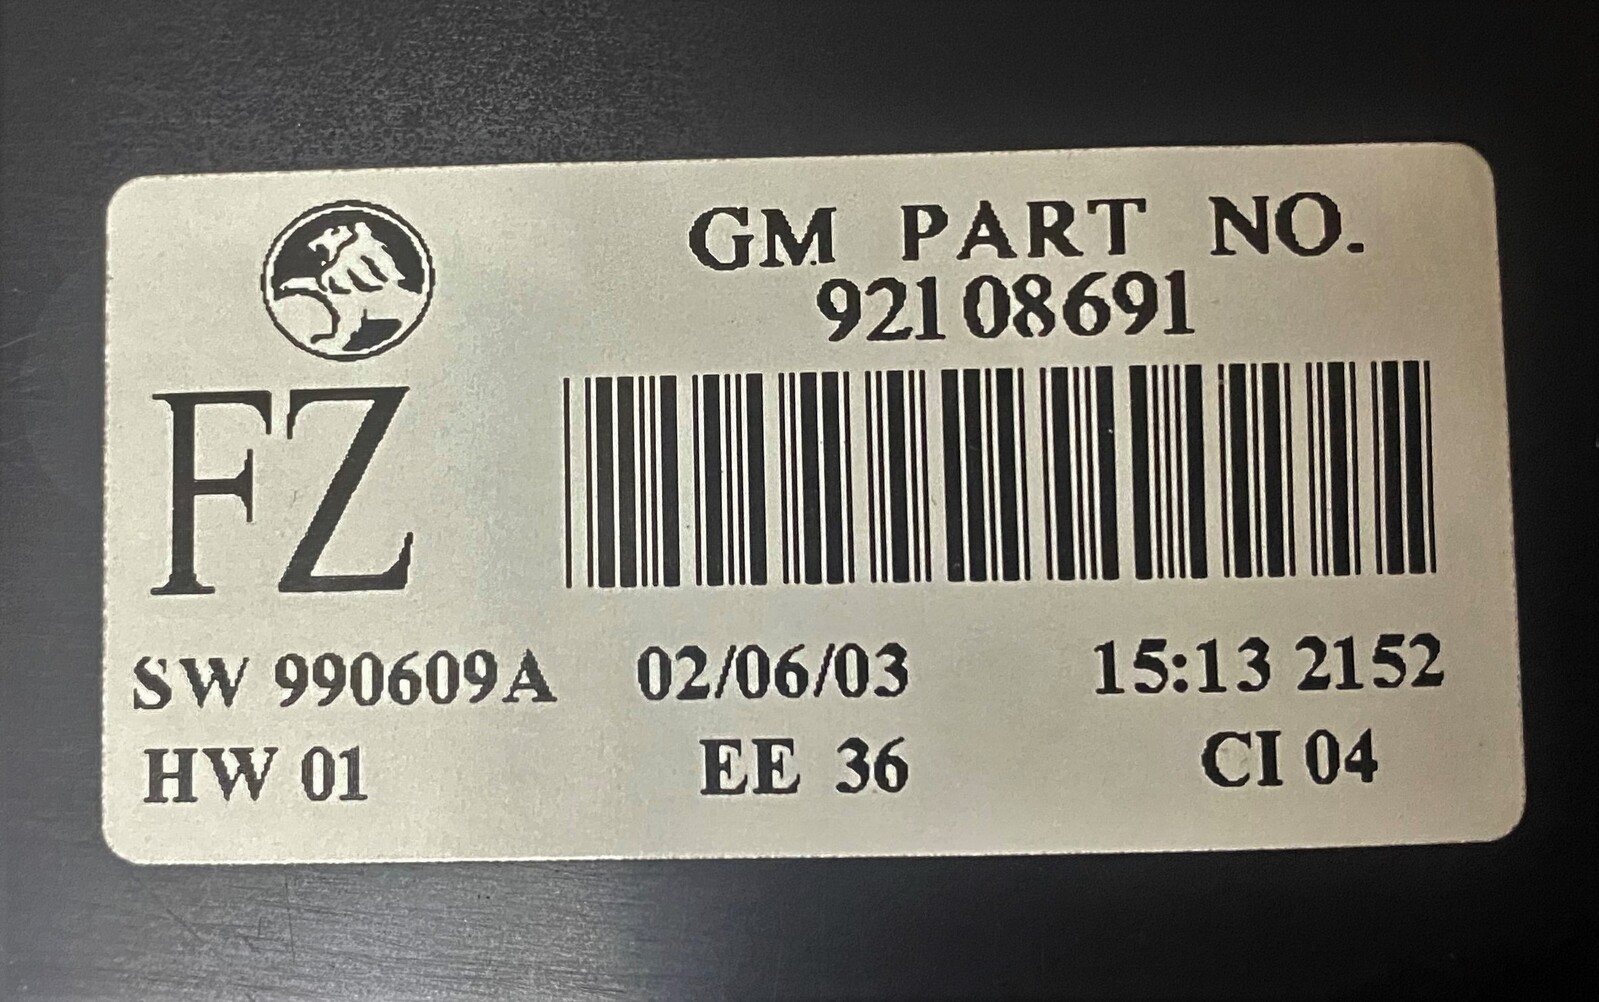 GM PART NO.
92108691
FZ
SW 990609A 02/06/03 15:13 2152
HW 01 EE 36 CI 04